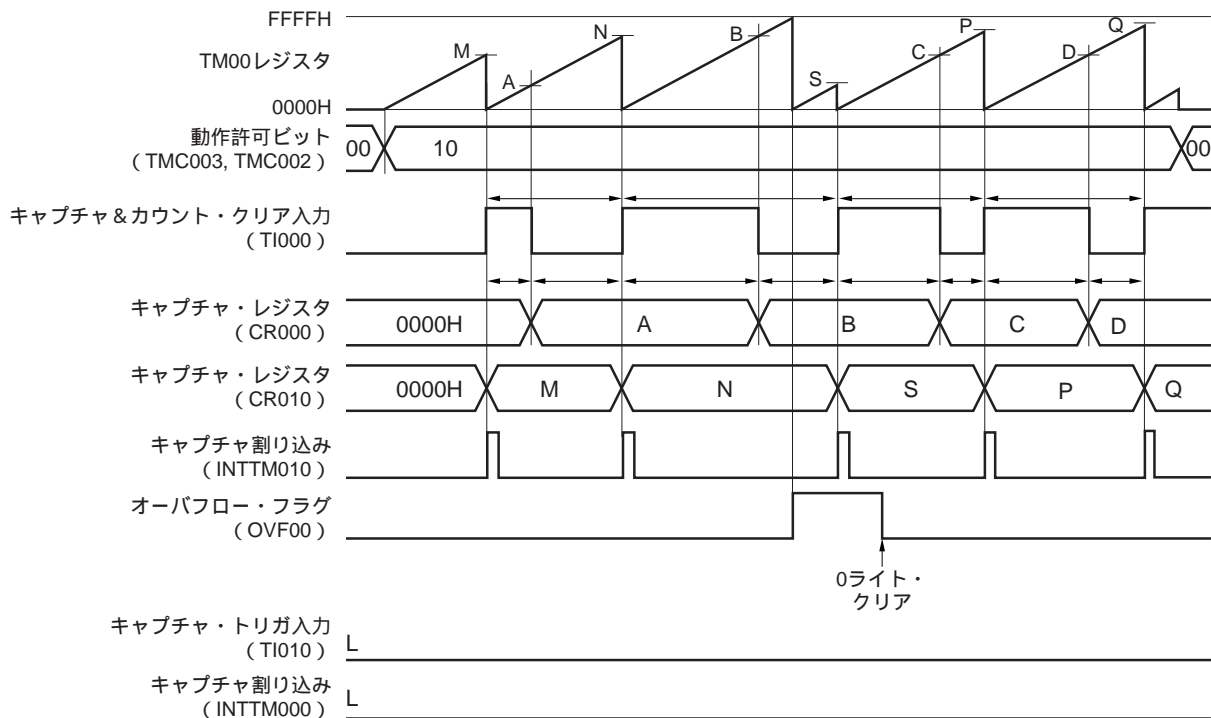 FFFFH
TM00レジスタ
0000H
M A N B S C P D Q
動作許可ビット
（TMC003, TMC002）
00 10 00
キャプチャ＆カウント・クリア入力
（TI000）
キャプチャ・レジスタ
（CR000）
0000H A B C D
キャプチャ・レジスタ
（CR010）
0000H M N S P Q
キャプチャ割り込み
（INTTM010）
オーバフロー・フラグ
（OVF00）
0ライト・
クリア
キャプチャ・トリガ入力
（TI010）
L
キャプチャ割り込み
（INTTM000）
L